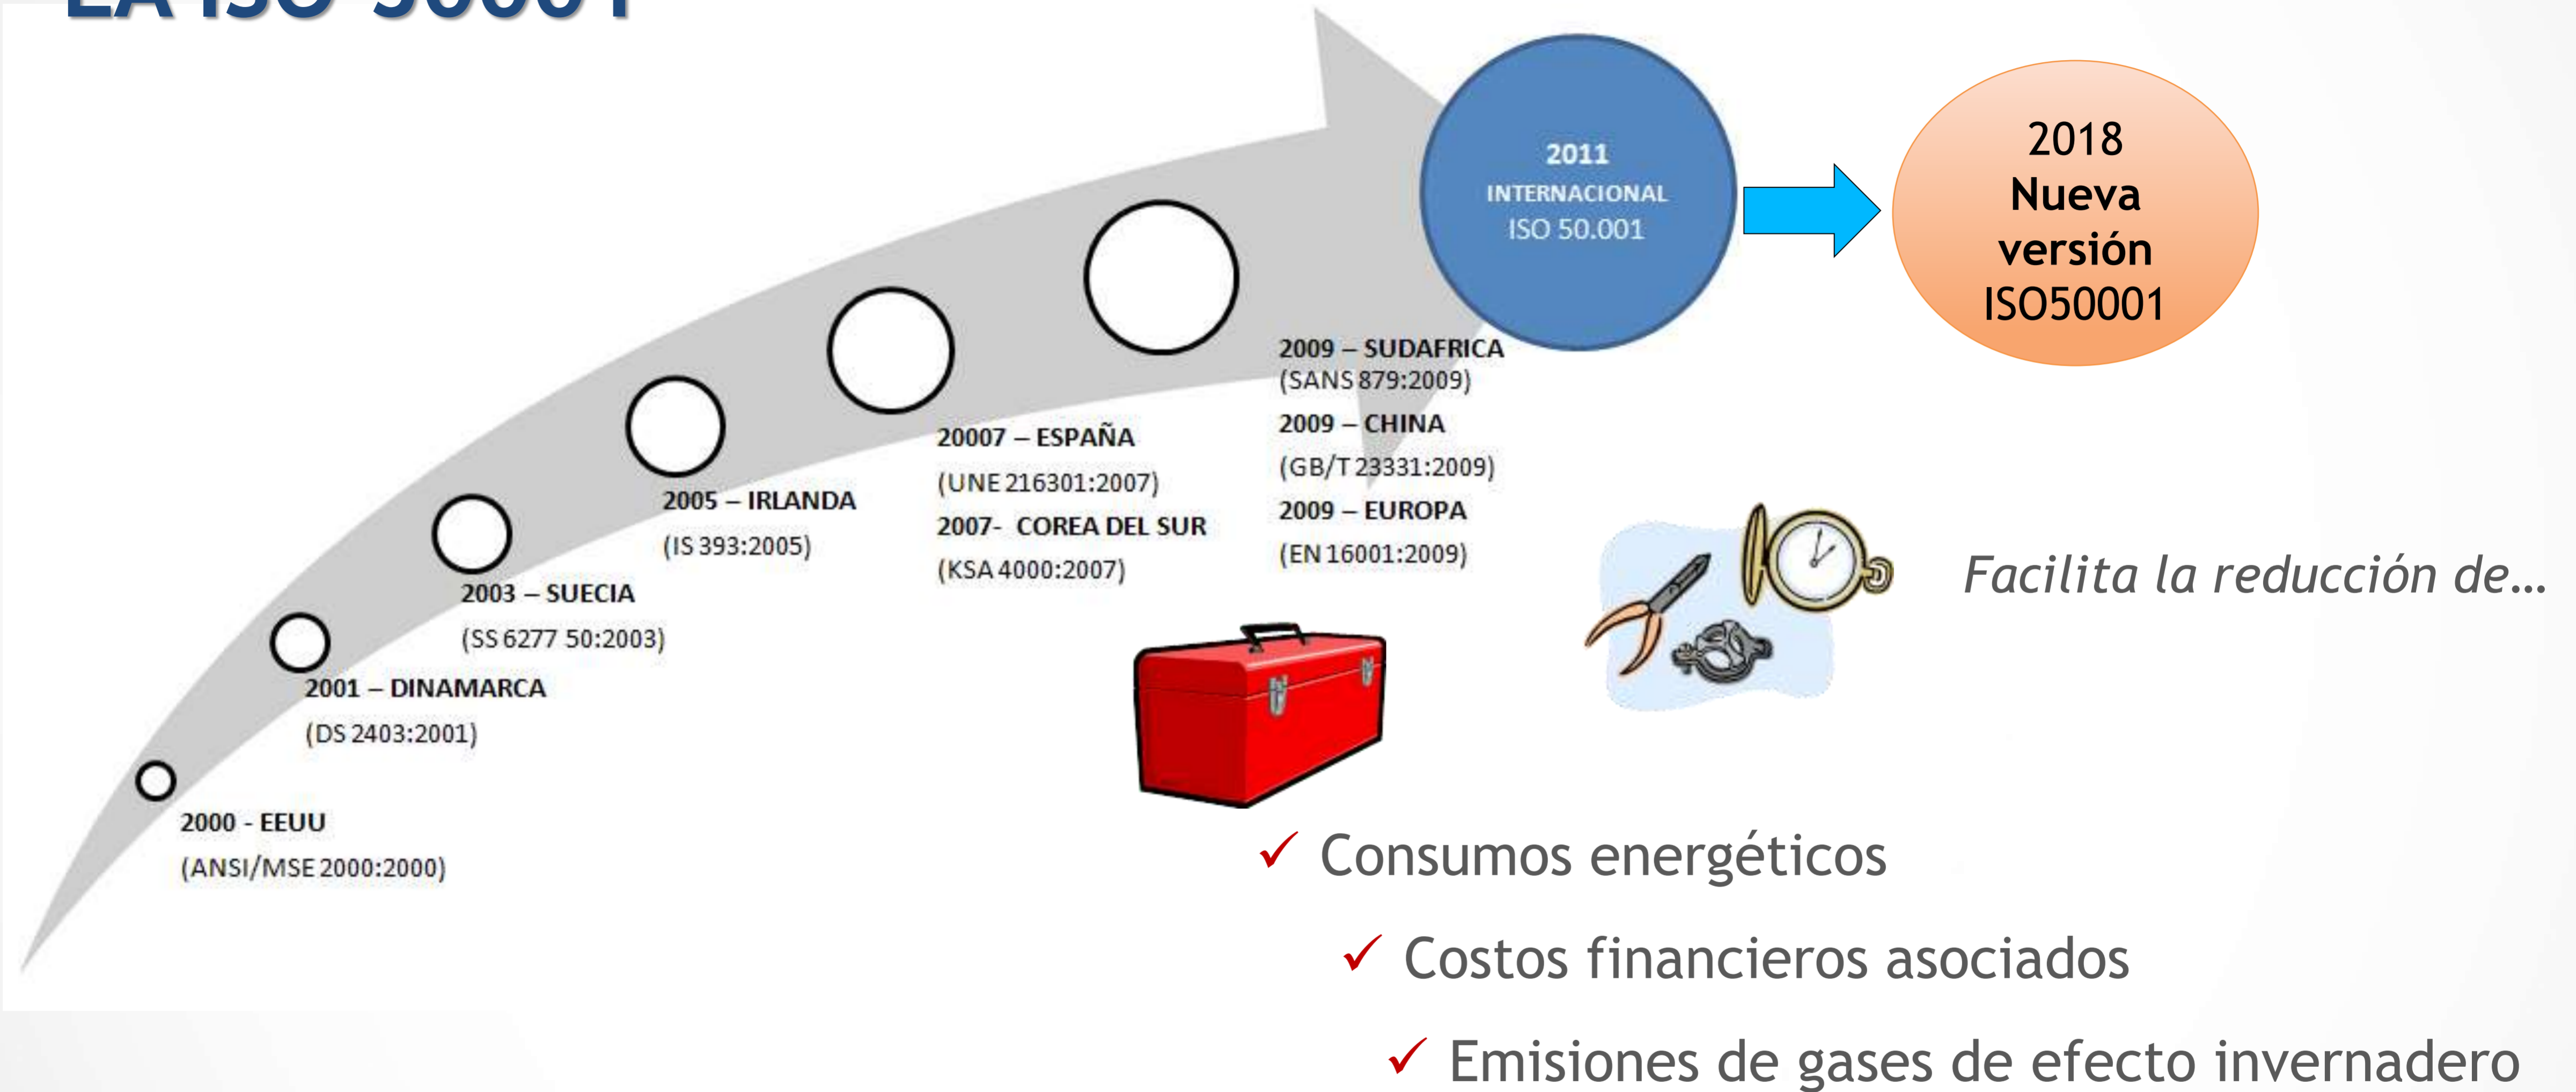 LA ISO 50001
2011
INTERNACIONAL
ISO 50.001
2018
Nueva
versión
ISO50001
2009 – SUDAFRICA
(SANS 879:2009)
2009 – CHINA
(GB/T 23331:2009)
2009 – EUROPA
(EN 16001:2009)
20007 – ESPAÑA
(UNE 216301:2007)
2007- COREA DEL SUR
(KSA 4000:2007)
2005 – IRLANDA
(IS 393:2005)
2003 – SUECIA
(SS 6277 50:2003)
2001 – DINAMARCA
(DS 2403:2001)
2000 - EEUU
(ANSI/MSE 2000:2000)
Facilita la reducción de...
✓ Consumos energéticos
✓ Costos financieros asociados
✓ Emisiones de gases de efecto invernadero